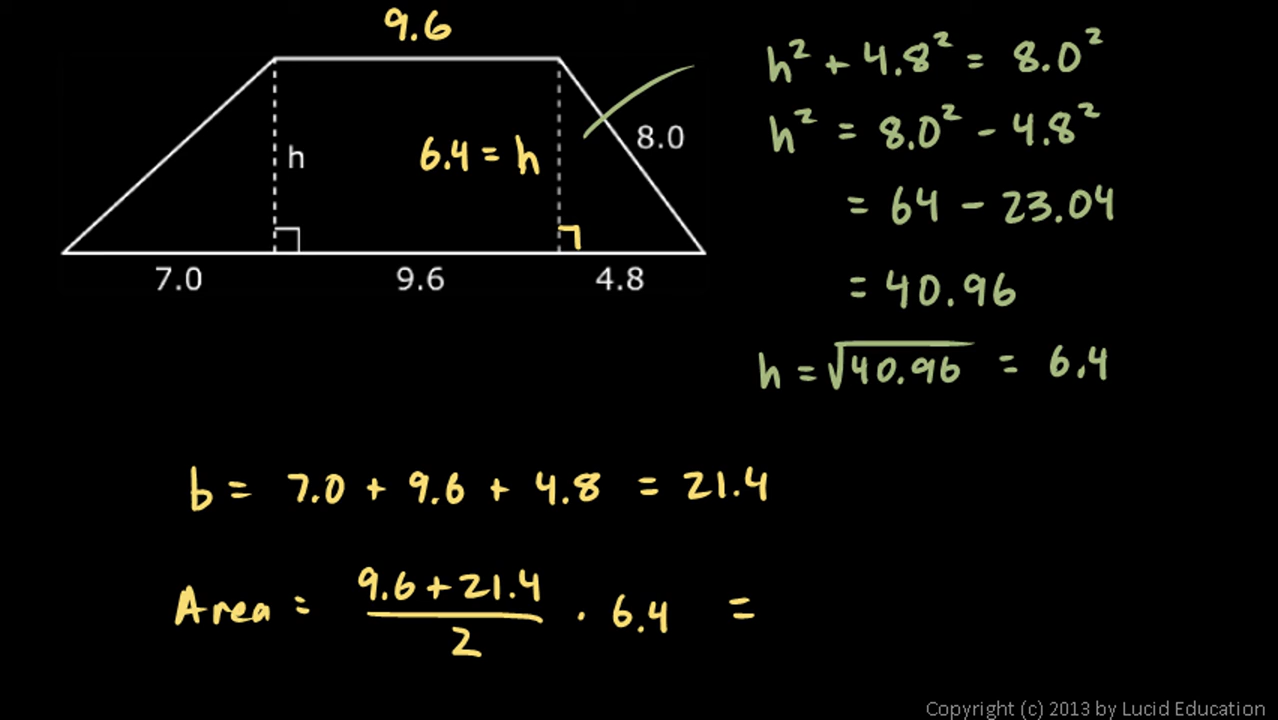 9.6
h
6.4 = h
8.0
7.0
9.6
4.8
h² + 4.8² = 8.0²
h² = 8.0² - 4.8²
= 64 - 23.04
= 40.96
h = √40.96 = 6.4
b = 7.0 + 9.6 + 4.8 = 21.4
Area = (9.6 + 21.4)/2 · 6.4 =
Copyright (c) 2013 by Lucid Education